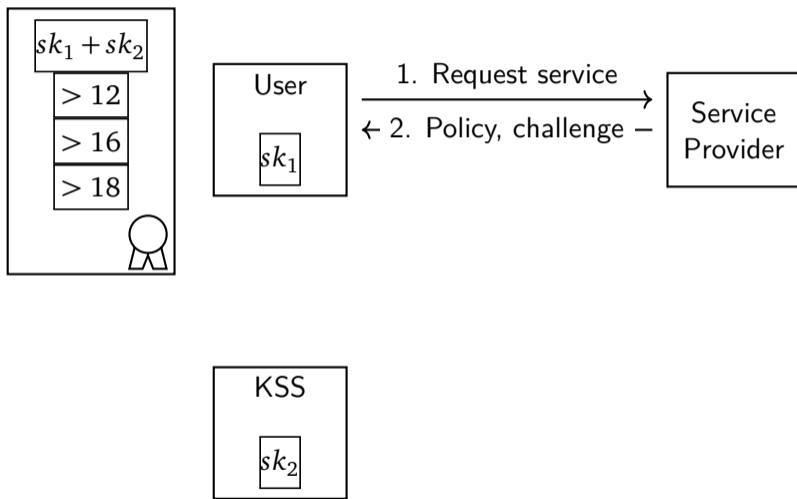 sk₁ + sk₂
> 12
> 16
> 18
User
sk₁
1. Request service
2. Policy, challenge
Service
Provider
KSS
sk₂